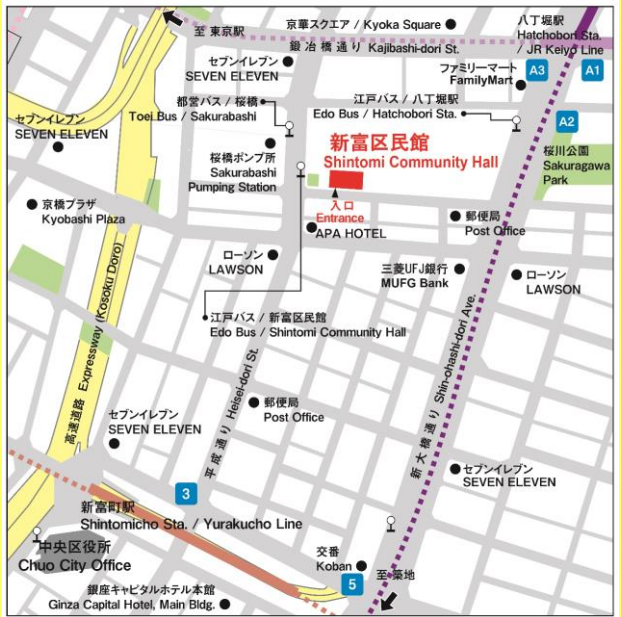 京華スクエア / Kyoka Square
八丁堀駅
Hatchobori Sta.
/ JR Keiyo Line
至 東京駅
鍛冶橋通り Kajibashi-dori St.
セブンイレブン
SEVEN ELEVEN
ファミリーマート
FamilyMart
A3
A1
都営バス / 桜橋
Toei Bus / Sakurabashi
江戸バス / 八丁堀駅
Edo Bus / Hatchobori Sta.
A2
セブンイレブン
SEVEN ELEVEN
新富区民館
Shintomi Community Hall
桜川公園
Sakuragawa
Park
桜橋ポンプ所
Sakurabashi
Pumping Station
入口
Entrance
京橋プラザ
Kyobashi Plaza
郵便局
Post Office
APA HOTEL
ローソン
LAWSON
三菱UFJ銀行
MUFG Bank
ローソン
LAWSON
江戸バス / 新富区民館
Edo Bus / Shintomi Community Hall
高速道路 Expressway (Kosoku Doro)
平成通り Heisei-dori St.
新大橋通り Shin-ohashi-dori Ave.
郵便局
Post Office
セブンイレブン
SEVEN ELEVEN
セブンイレブン
SEVEN ELEVEN
3
新富町駅
Shintomicho Sta. / Yurakucho Line
中央区役所
Chuo City Office
交番
Koban
5
至 築地
銀座キャピタルホテル本館
Ginza Capital Hotel, Main Bldg.